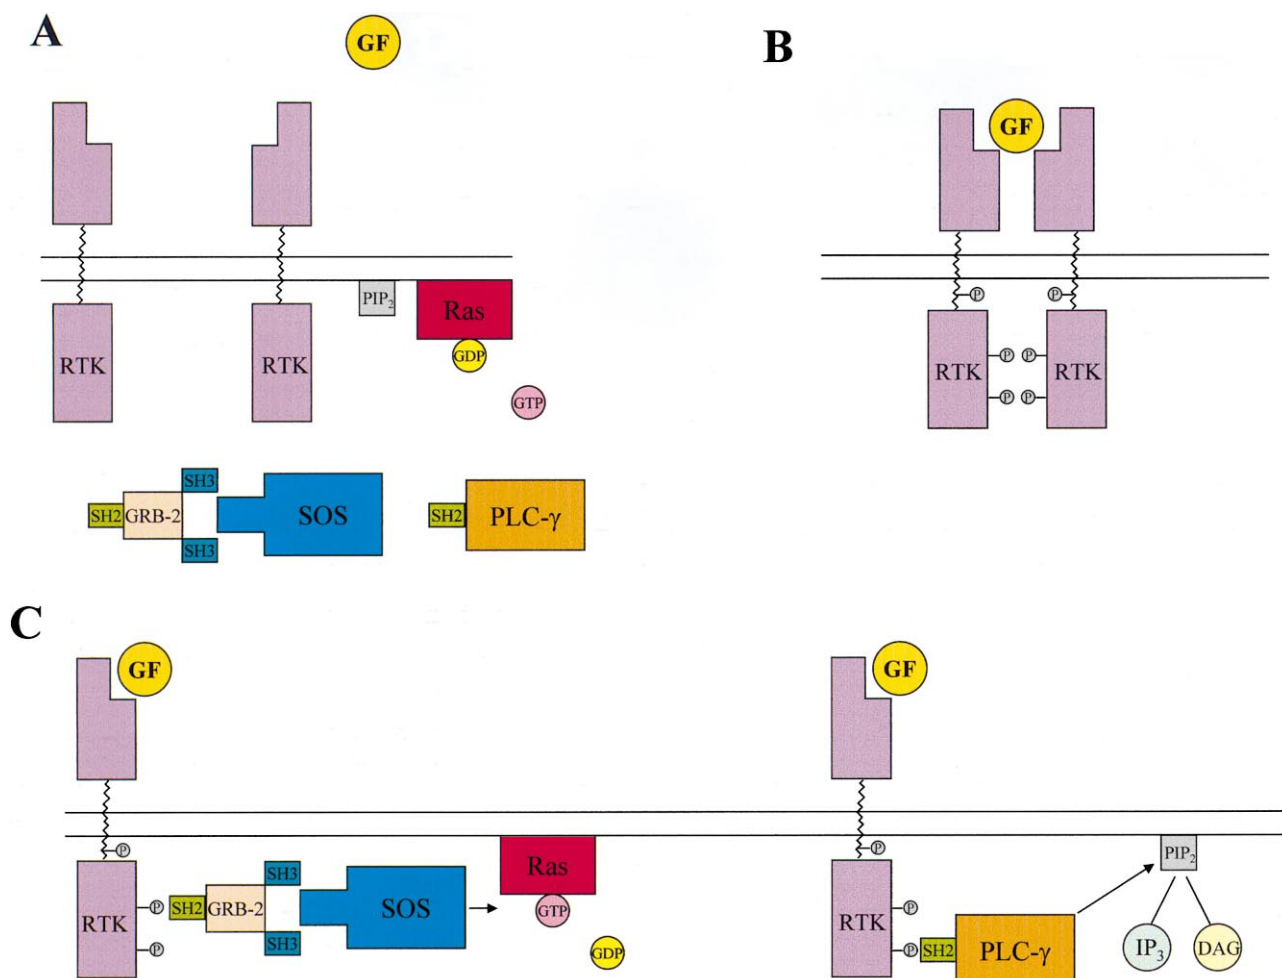 A
GF
RTK
RTK
PIP₂
Ras
GDP
GTP
SH2
GRB-2
SH3
SH3
SOS
SH2
PLC-γ
B
GF
P
P
RTK
P
P
RTK
P
P
C
GF
P
RTK
P
P
SH2
GRB-2
SH3
SH3
SOS
Ras
GTP
GDP
GF
P
RTK
P
P
SH2
PLC-γ
PIP₂
IP₃
DAG